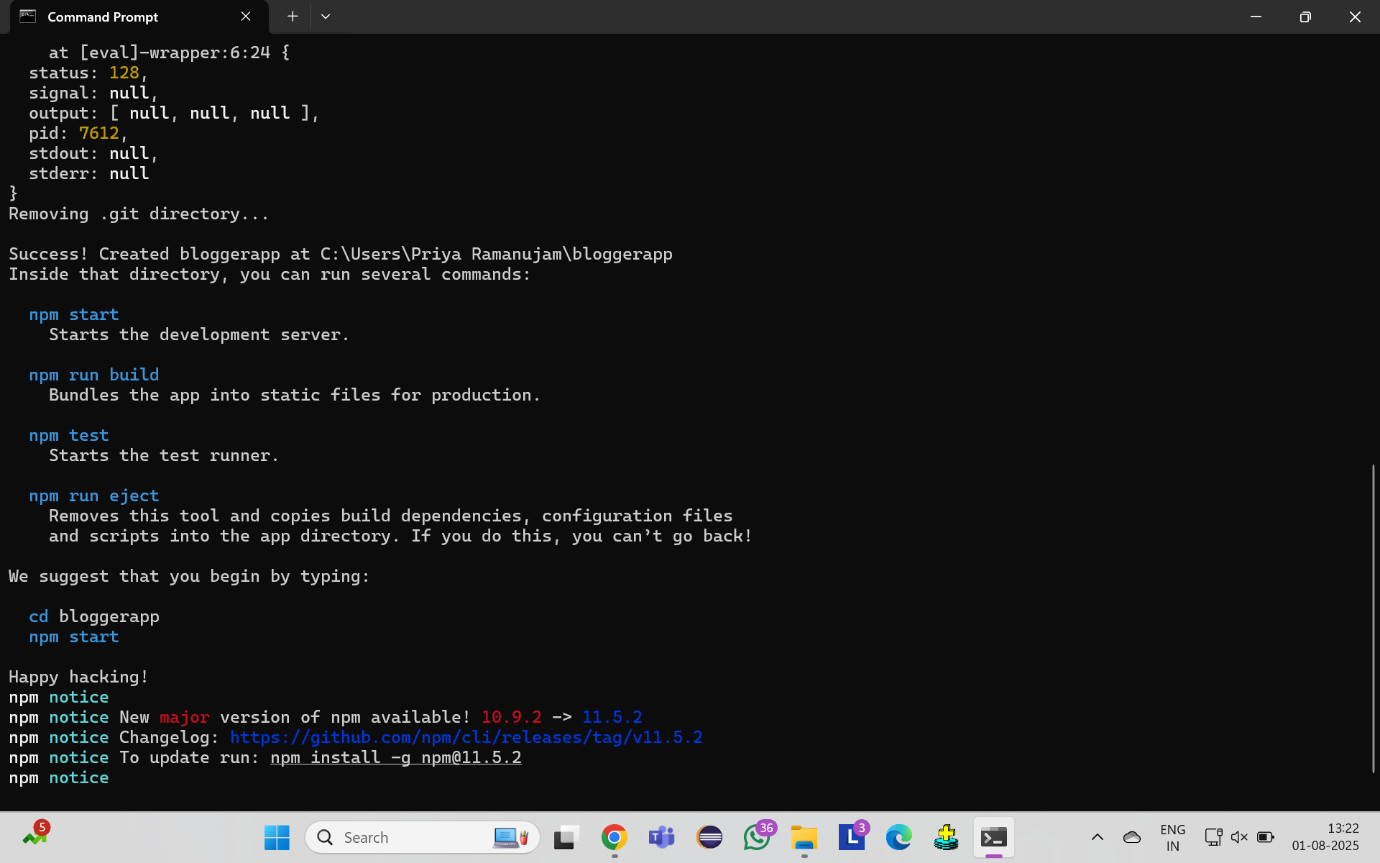 Command Prompt
at [eval]-wrapper:6:24 {
status: 128,
signal: null,
output: [ null, null, null ],
pid: 7612,
stdout: null,
stderr: null
}
Removing .git directory...
Success! Created bloggerapp at C:\Users\Priya Ramanujam\bloggerapp
Inside that directory, you can run several commands:
npm start
Starts the development server.
npm run build
Bundles the app into static files for production.
npm test
Starts the test runner.
npm run eject
Removes this tool and copies build dependencies, configuration files
and scripts into the app directory. If you do this, you can’t go back!
We suggest that you begin by typing:
cd bloggerapp
npm start
Happy hacking!
npm notice
npm notice New major version of npm available! 10.9.2 -> 11.5.2
npm notice Changelog: https://github.com/npm/cli/releases/tag/v11.5.2
npm notice To update run: npm install -g npm@11.5.2
npm notice
5
Search
T
36
L
3
ENG
IN
13:22
01-08-2025